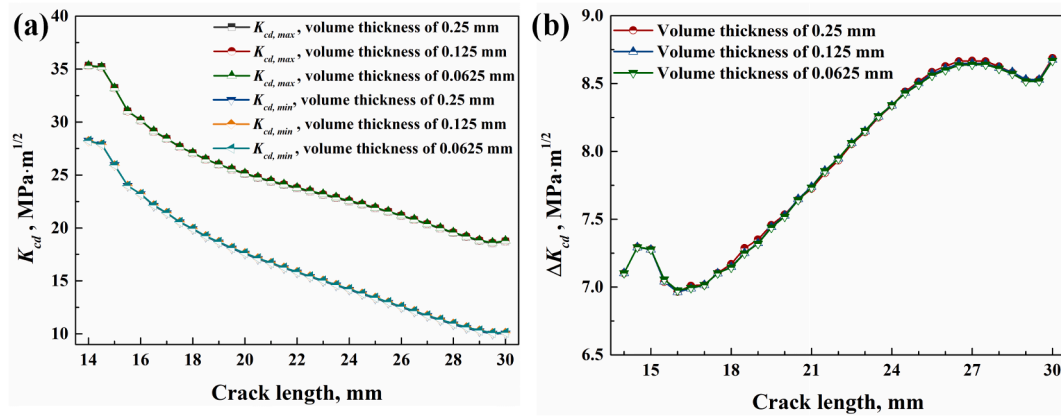 (a)
K_cd, max, volume thickness of 0.25 mm
K_cd, max, volume thickness of 0.125 mm
K_cd, max, volume thickness of 0.0625 mm
K_cd, min, volume thickness of 0.25 mm
K_cd, min, volume thickness of 0.125 mm
K_cd, min, volume thickness of 0.0625 mm
40
35
30
25
20
15
10
K_cd, MPa·m^1/2
14 16 18 20 22 24 26 28 30
Crack length, mm
(b)
Volume thickness of 0.25 mm
Volume thickness of 0.125 mm
Volume thickness of 0.0625 mm
9.0
8.5
8.0
7.5
7.0
6.5
ΔK_cd, MPa·m^1/2
15 18 21 24 27 30
Crack length, mm